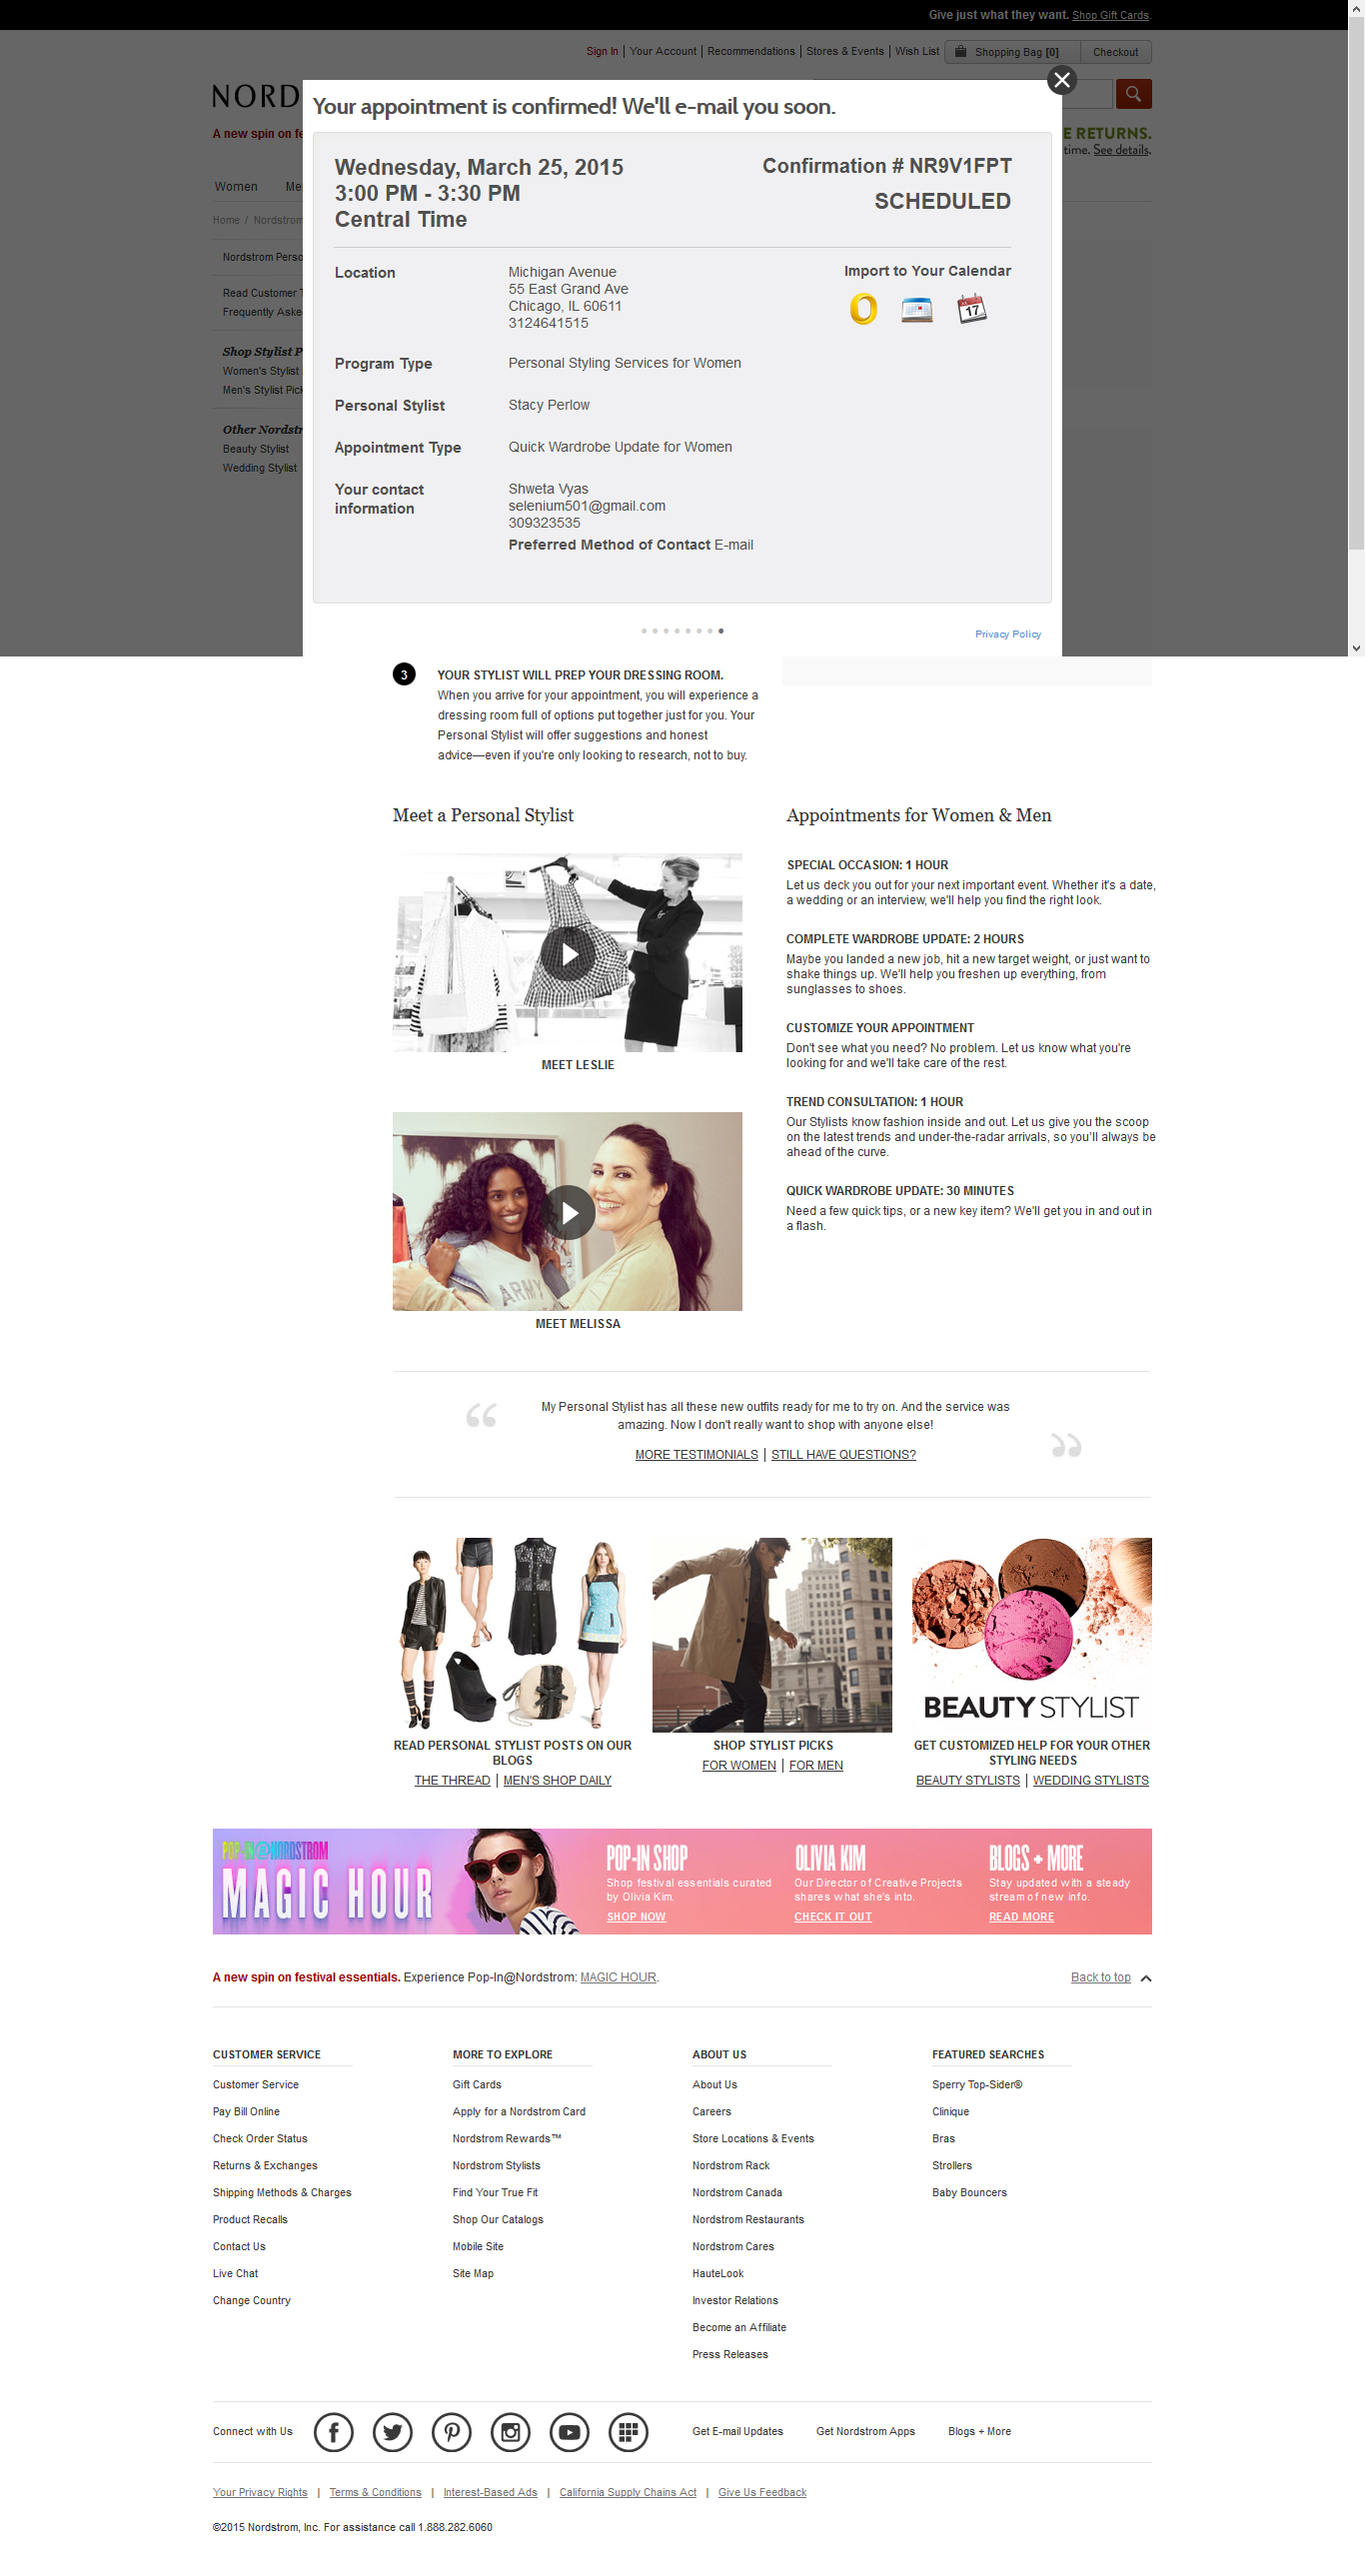 Give just what they want. Shop Gift Cards.
Sign In | Your Account | Recommendations | Stores & Events | Wish List Shopping Bag [0] Checkout
NORD
A new spin on fe
E RETURNS.
time. See details.
Women Me
Home / Nordstrom
Nordstrom Perso
Read Customer T
Frequently Aske
Shop Stylist P
Women's Stylist
Men's Stylist Pick
Other Nordstr
Beauty Stylist
Wedding Stylist
Your appointment is confirmed! We'll e-mail you soon.
Wednesday, March 25, 2015
3:00 PM - 3:30 PM
Central Time
Confirmation # NR9V1FPT
SCHEDULED
Location
Michigan Avenue
55 East Grand Ave
Chicago, IL 60611
3124641515
Import to Your Calendar
17
Program Type Personal Styling Services for Women
Personal Stylist Stacy Perlow
Appointment Type Quick Wardrobe Update for Women
Your contact
information
Shweta Vyas
selenium501@gmail.com
309323535
Preferred Method of Contact E-mail
Privacy Policy
3 YOUR STYLIST WILL PREP YOUR DRESSING ROOM.
When you arrive for your appointment, you will experience a
dressing room full of options put together just for you. Your
Personal Stylist will offer suggestions and honest
advice—even if you're only looking to research, not to buy.
Meet a Personal Stylist
MEET LESLIE
ARMY
MEET MELISSA
Appointments for Women & Men
SPECIAL OCCASION: 1 HOUR
Let us deck you out for your next important event. Whether it's a date,
a wedding or an interview, we'll help you find the right look.
COMPLETE WARDROBE UPDATE: 2 HOURS
Maybe you landed a new job, hit a new target weight, or just want to
shake things up. We'll help you freshen up everything, from
sunglasses to shoes.
CUSTOMIZE YOUR APPOINTMENT
Don't see what you need? No problem. Let us know what you're
looking for and we'll take care of the rest.
TREND CONSULTATION: 1 HOUR
Our Stylists know fashion inside and out. Let us give you the scoop
on the latest trends and under-the-radar arrivals, so you'll always be
ahead of the curve.
QUICK WARDROBE UPDATE: 30 MINUTES
Need a few quick tips, or a new key item? We'll get you in and out in
a flash.
“ My Personal Stylist has all these new outfits ready for me to try on. And the service was
amazing. Now I don't really want to shop with anyone else! ”
MORE TESTIMONIALS | STILL HAVE QUESTIONS?
READ PERSONAL STYLIST POSTS ON OUR
BLOGS
THE THREAD | MEN'S SHOP DAILY
SHOP STYLIST PICKS
FOR WOMEN | FOR MEN
BEAUTY STYLIST
GET CUSTOMIZED HELP FOR YOUR OTHER
STYLING NEEDS
BEAUTY STYLISTS | WEDDING STYLISTS
POP-IN@NORDSTROM
MAGIC HOUR
POP-IN SHOP
Shop festival essentials curated
by Olivia Kim.
SHOP NOW
OLIVIA KIM
Our Director of Creative Projects
shares what she's into.
CHECK IT OUT
BLOGS + MORE
Stay updated with a steady
stream of new info.
READ MORE
A new spin on festival essentials. Experience Pop-In@Nordstrom: MAGIC HOUR.
Back to top
CUSTOMER SERVICE
Customer Service
Pay Bill Online
Check Order Status
Returns & Exchanges
Shipping Methods & Charges
Product Recalls
Contact Us
Live Chat
Change Country
MORE TO EXPLORE
Gift Cards
Apply for a Nordstrom Card
Nordstrom Rewards™
Nordstrom Stylists
Find Your True Fit
Shop Our Catalogs
Mobile Site
Site Map
ABOUT US
About Us
Careers
Store Locations & Events
Nordstrom Rack
Nordstrom Canada
Nordstrom Restaurants
Nordstrom Cares
HauteLook
Investor Relations
Become an Affiliate
Press Releases
FEATURED SEARCHES
Sperry Top-Sider®
Clinique
Bras
Strollers
Baby Bouncers
Connect with Us
Get E-mail Updates Get Nordstrom Apps Blogs + More
Your Privacy Rights | Terms & Conditions | Interest-Based Ads | California Supply Chains Act | Give Us Feedback
©2015 Nordstrom, Inc. For assistance call 1.888.282.6060